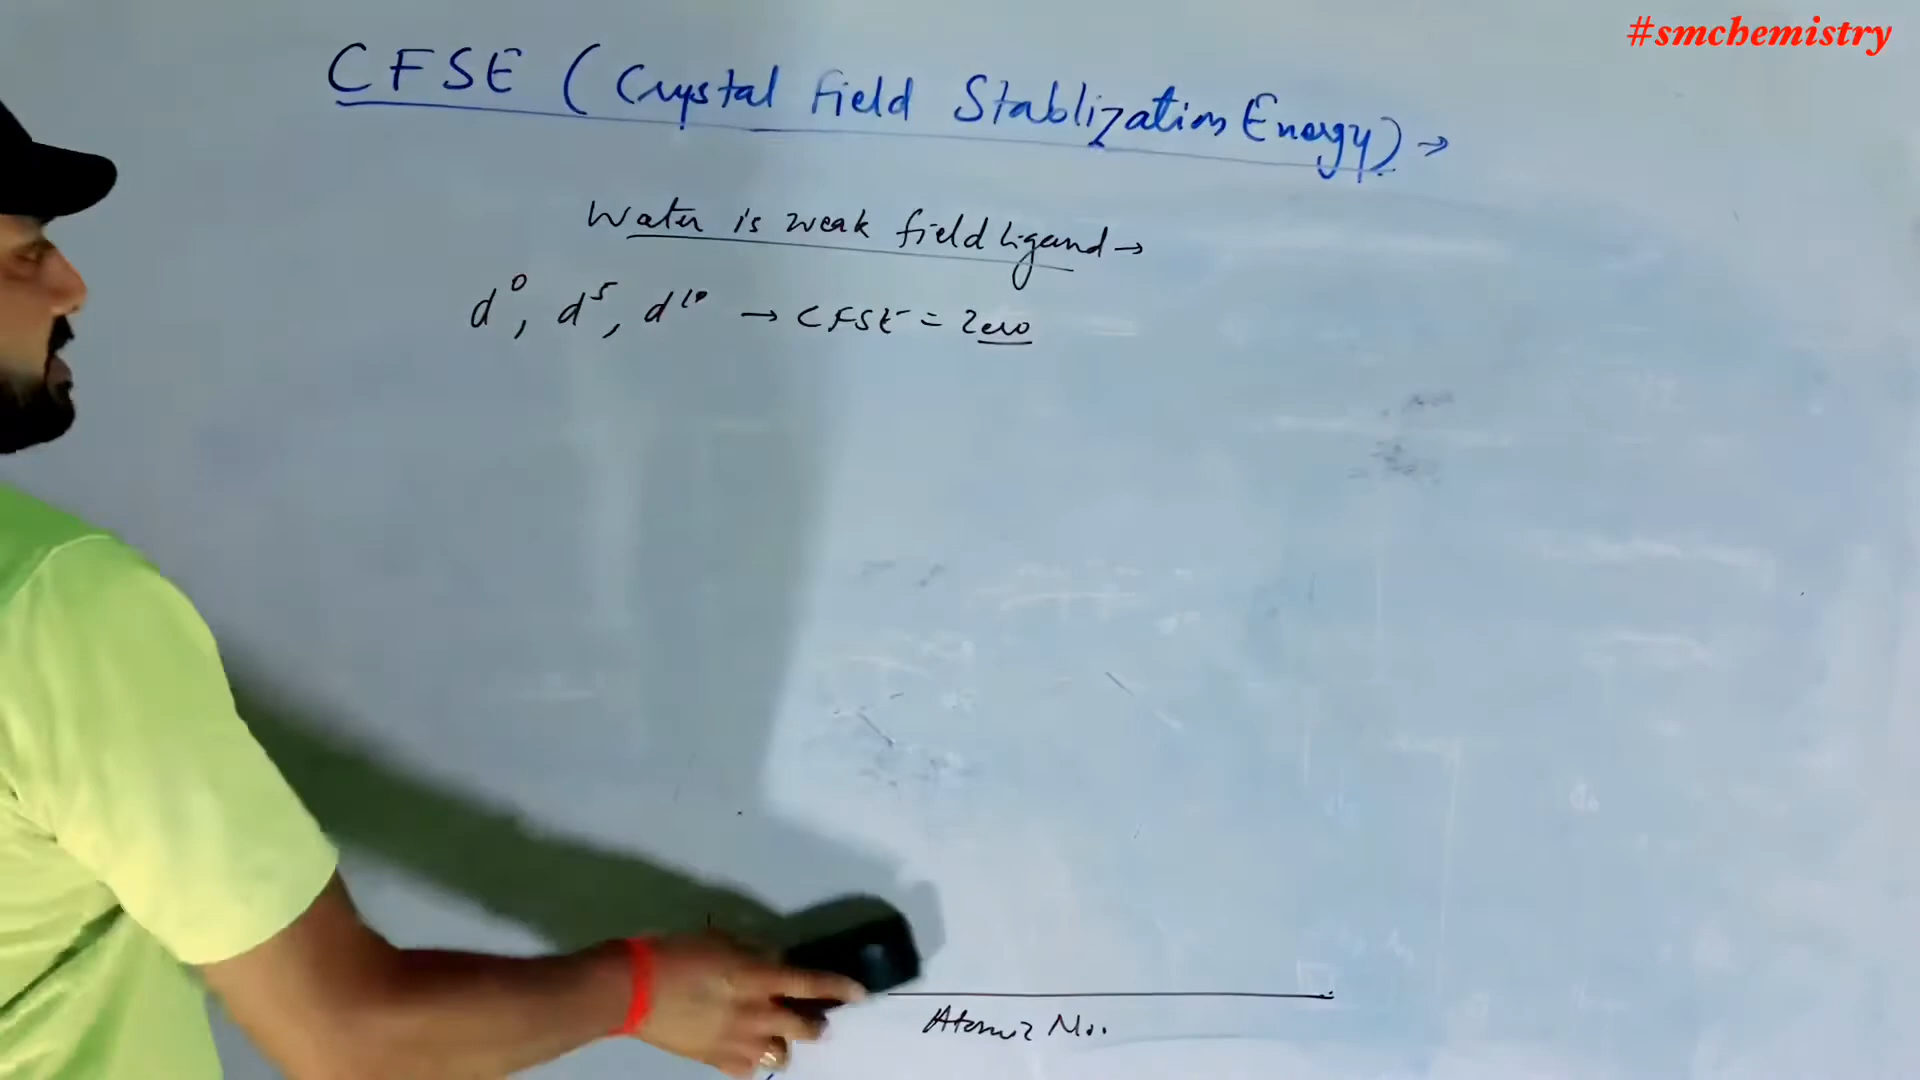 #smchemistry
CFSE (Crystal Field Stablization Energy) →
Water is weak field ligand →
d⁰, d⁵, d¹⁰ → CFSE = Zero
Atomic No.